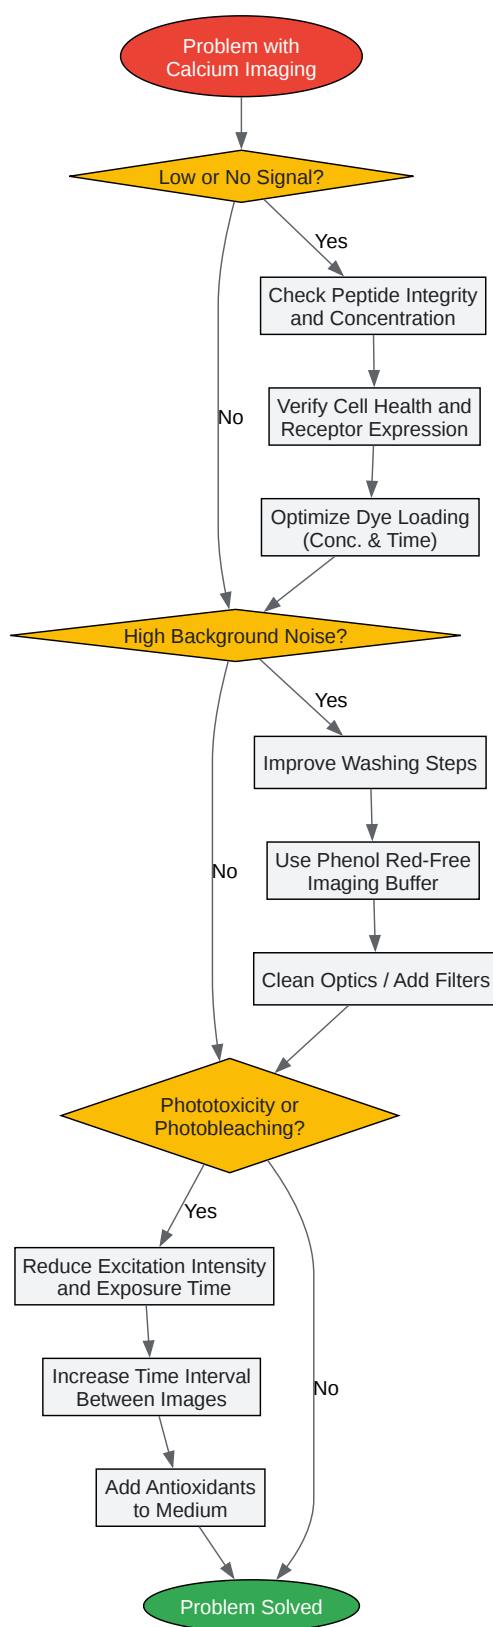 Problem with
Calcium Imaging
Low or No Signal?
Yes
Check Peptide Integrity
and Concentration
Verify Cell Health and
Receptor Expression
No
Optimize Dye Loading
(Conc. & Time)
High Background Noise?
Yes
Improve Washing Steps
Use Phenol Red-Free
Imaging Buffer
No
Clean Optics / Add Filters
Phototoxicity or
Photobleaching?
Yes
Reduce Excitation Intensity
and Exposure Time
Increase Time Interval
Between Images
No
Add Antioxidants
to Medium
Problem Solved